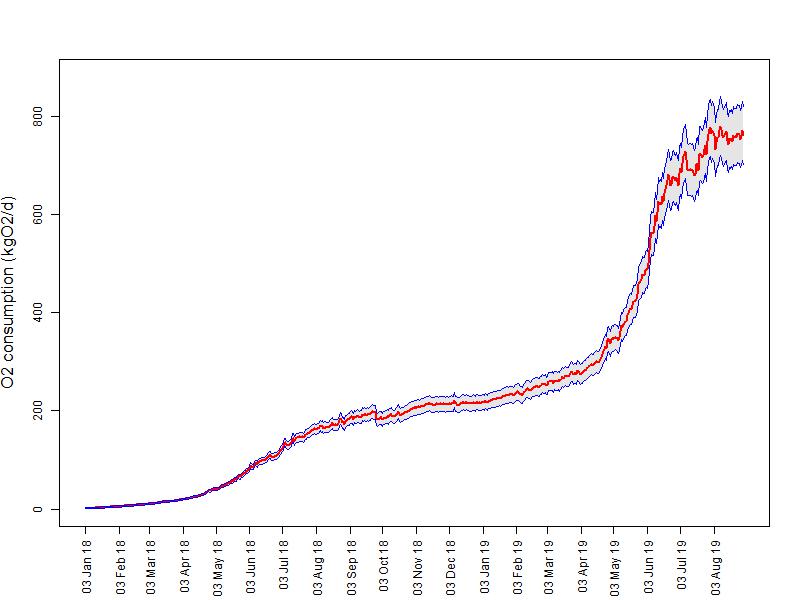 O2 consumption (kgO2/d)
800
600
400
200
0
03 Jan 18
03 Feb 18
03 Mar 18
03 Apr 18
03 May 18
03 Jun 18
03 Jul 18
03 Aug 18
03 Sep 18
03 Oct 18
03 Nov 18
03 Dec 18
03 Jan 19
03 Feb 19
03 Mar 19
03 Apr 19
03 May 19
03 Jun 19
03 Jul 19
03 Aug 19